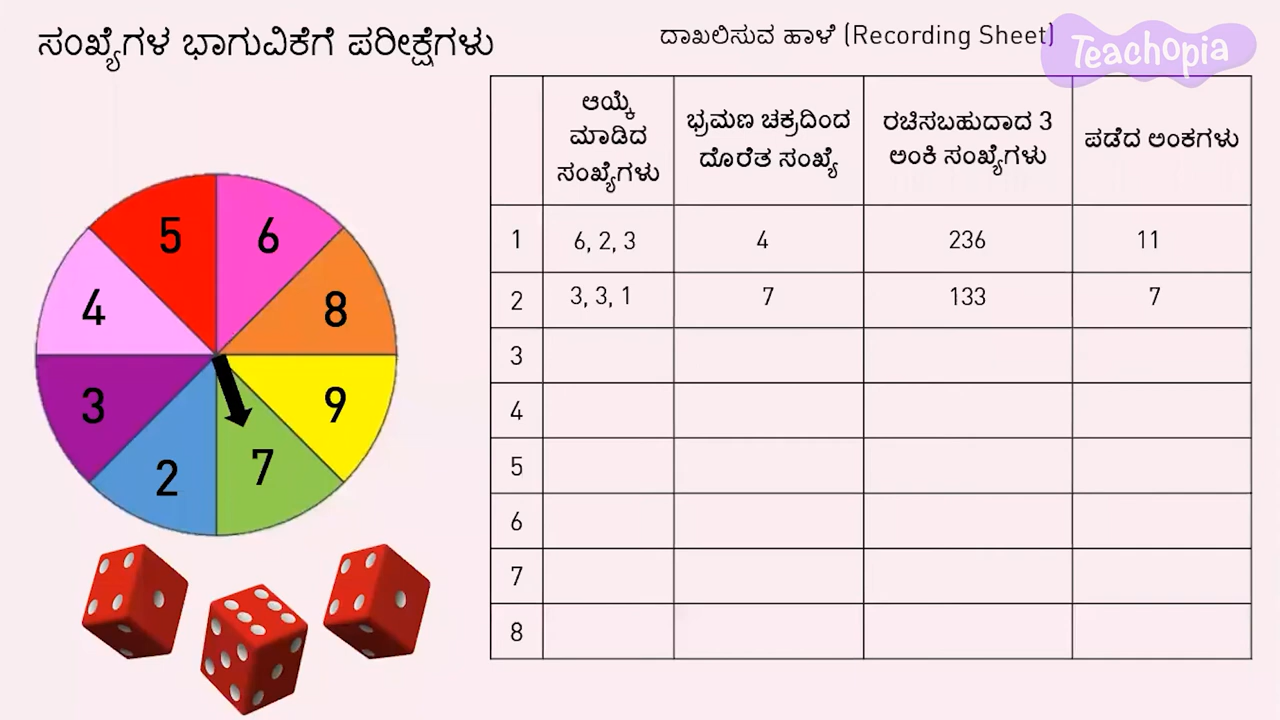 ಸಂಖ್ಯೆಗಳ ಭಾಗುವಿಕೆಗೆ ಪರೀಕ್ಷೆಗಳು
ದಾಖಲಿಸುವ ಹಾಳೆ (Recording Sheet)
Teachopia
ಆಯ್ಕೆ
ಮಾಡಿದ
ಸಂಖ್ಯೆಗಳು
ಭ್ರಮಣ ಚಕ್ರದಿಂದ
ದೊರೆತ ಸಂಖ್ಯೆ
ರಚಿಸಬಹುದಾದ 3
ಅಂಕಿ ಸಂಖ್ಯೆಗಳು
ಪಡೆದ ಅಂಕಗಳು
1 6, 2, 3 4 236 11
2 3, 3, 1 7 133 7
3
4
5
6
7
8
5 6
4 8
3 9
2 7